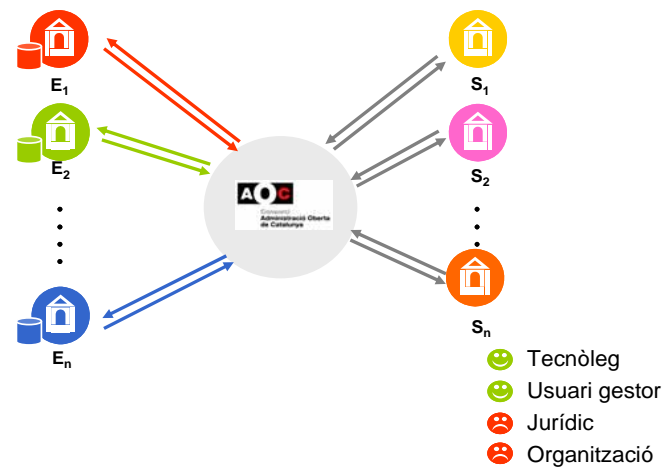 E1
S1
E2
S2
AOC
Consorci
Administració Oberta
de Catalunya
En
Sn
Tecnòleg
Usuari gestor
Jurídic
Organització